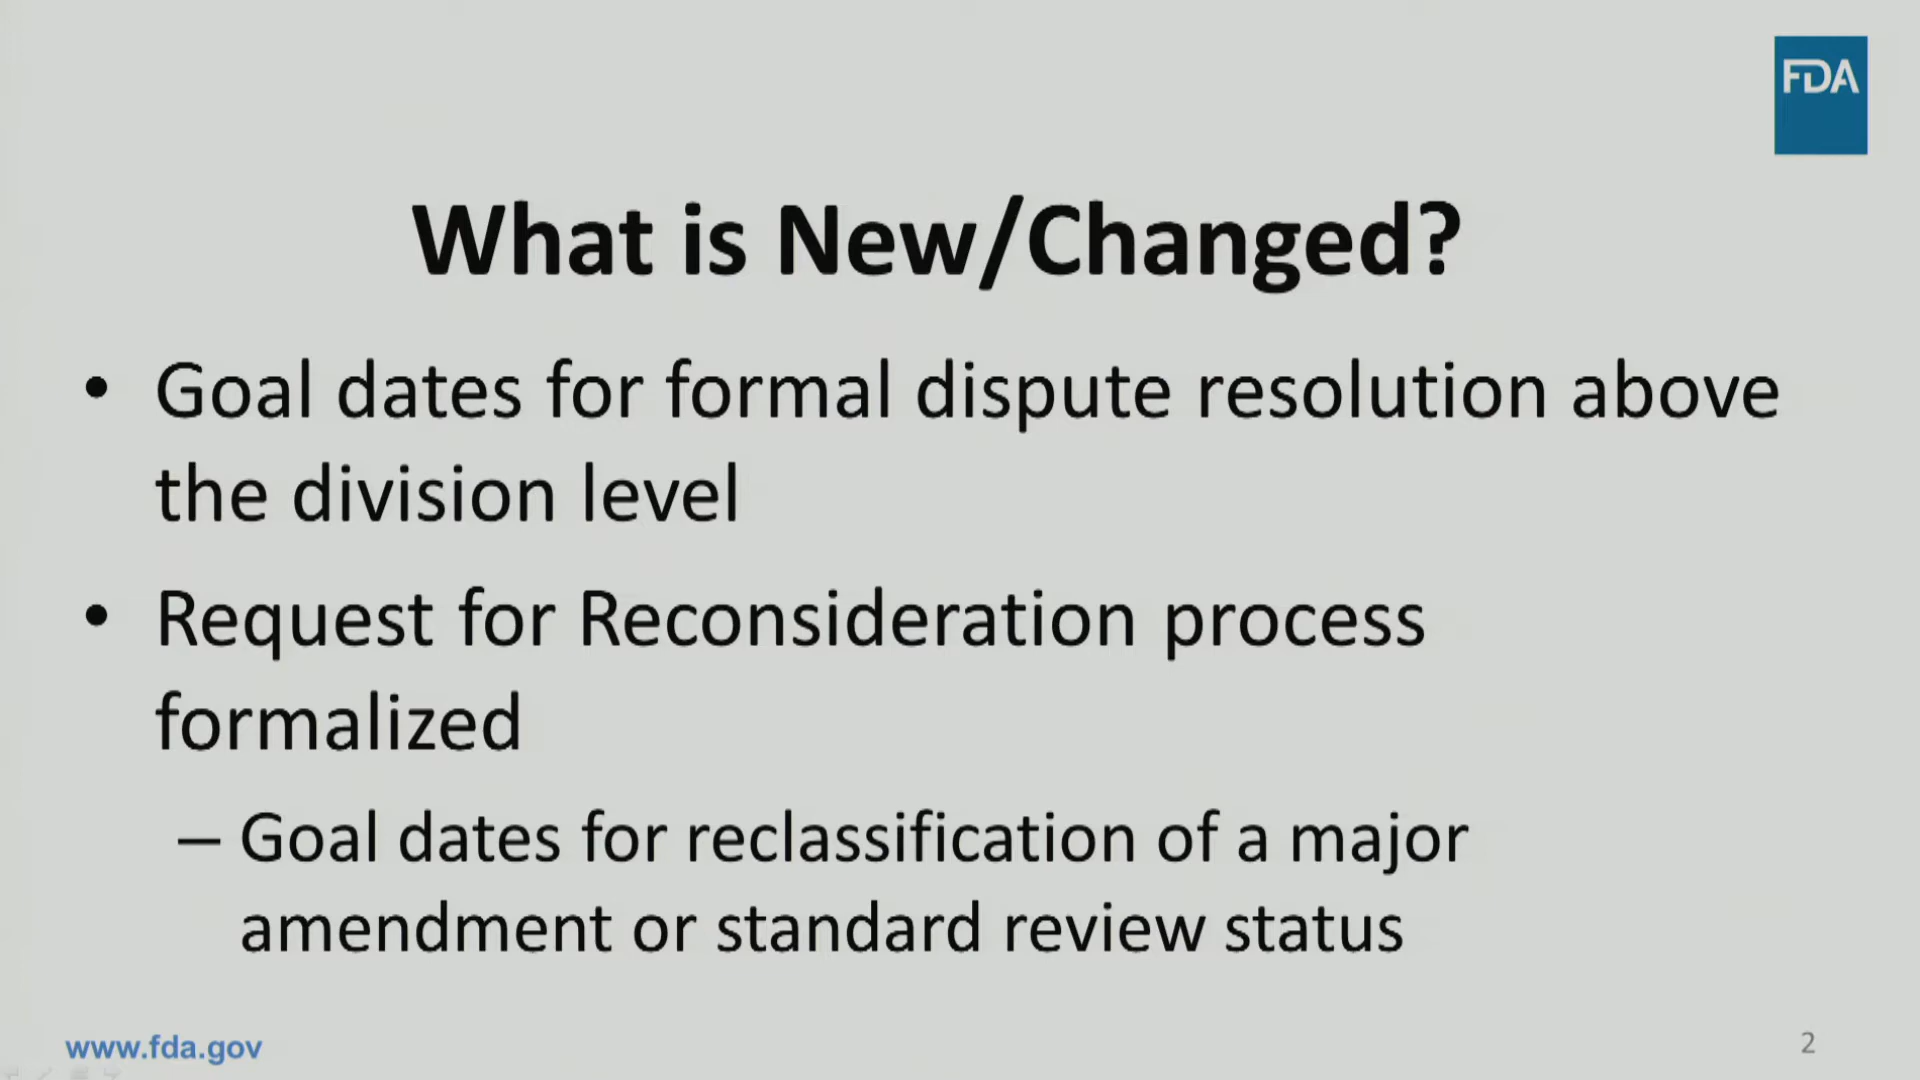 FDA
What is New/Changed?
• Goal dates for formal dispute resolution above
the division level
• Request for Reconsideration process
formalized
– Goal dates for reclassification of a major
amendment or standard review status
www.fda.gov
2